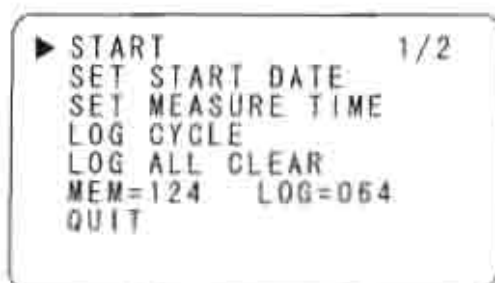 ▶ START 1/2
SET START DATE
SET MEASURE TIME
LOG CYCLE
LOG ALL CLEAR
MEM=124 LOG=064
QUIT